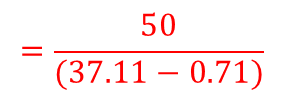 = 50 / (37.11 − 0.71)